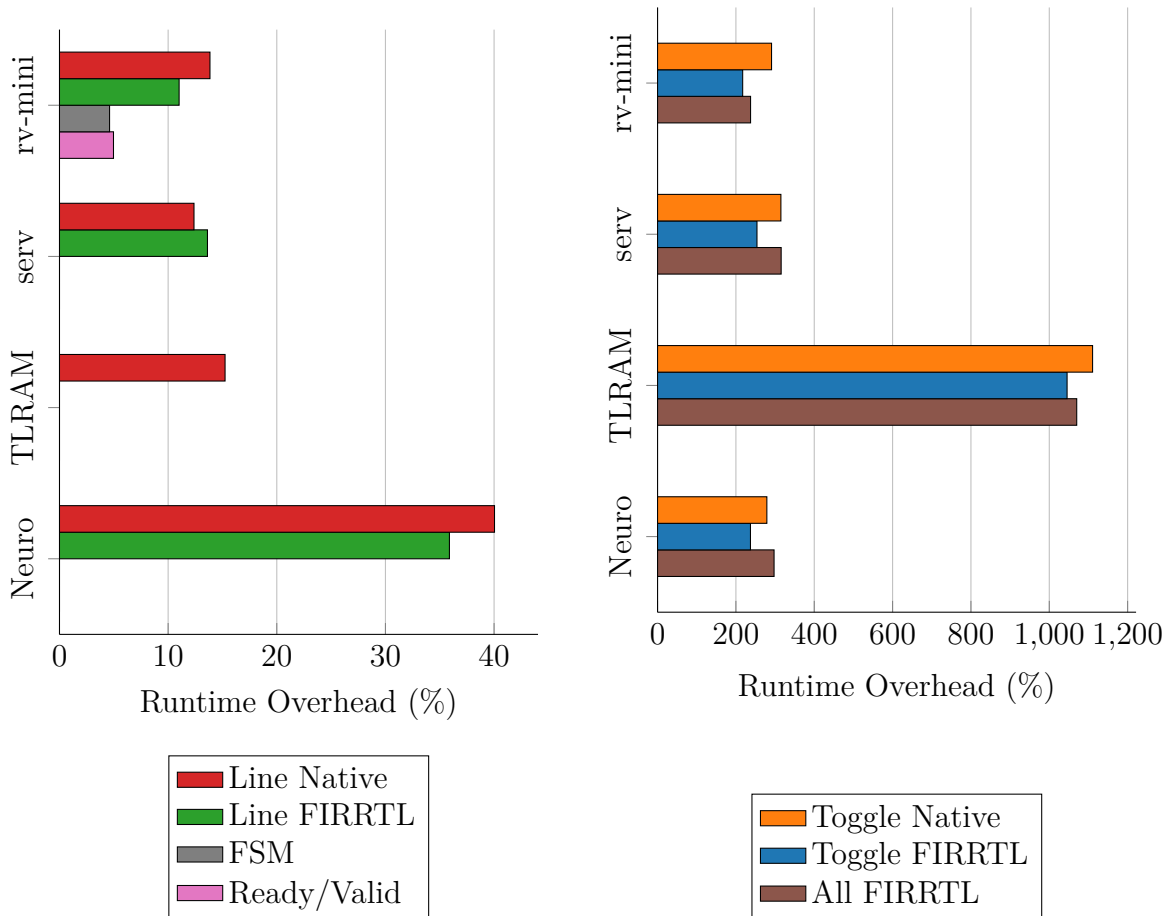 rv-mini
serv
TLRAM
Neuro
0 10 20 30 40
Runtime Overhead (%)
Line Native
Line FIRRTL
FSM
Ready/Valid
rv-mini
serv
TLRAM
Neuro
0 200 400 600 800 1,000 1,200
Runtime Overhead (%)
Toggle Native
Toggle FIRRTL
All FIRRTL